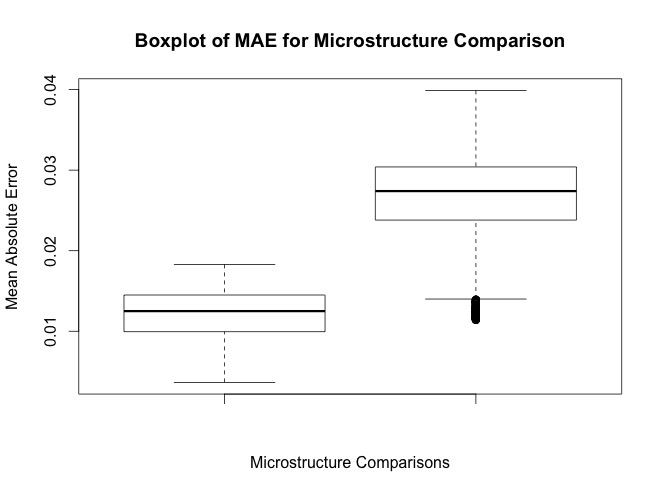 Boxplot of MAE for Microstructure Comparison
Mean Absolute Error
0.04
0.03
0.02
0.01
Microstructure Comparisons